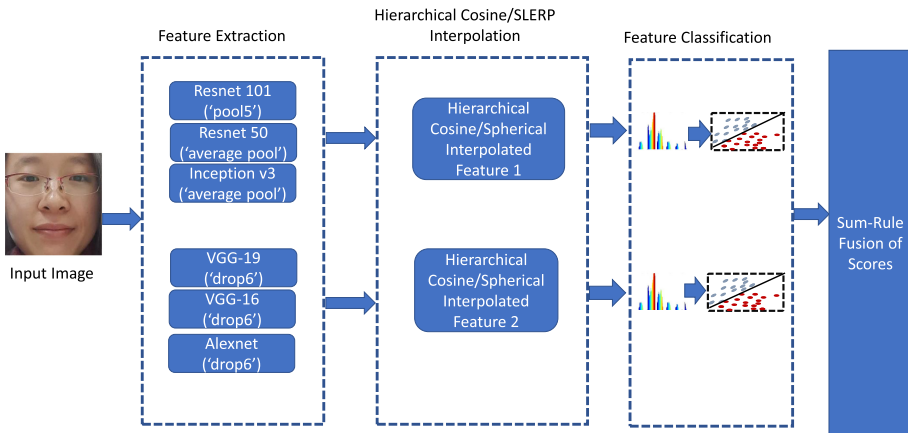 Feature Extraction
Hierarchical Cosine/SLERP
Interpolation
Feature Classification
Resnet 101
('pool5')
Resnet 50
('average pool')
Inception v3
('average pool')
VGG-19
('drop6')
VGG-16
('drop6')
Alexnet
('drop6')
Hierarchical
Cosine/Spherical
Interpolated
Feature 1
Hierarchical
Cosine/Spherical
Interpolated
Feature 2
Input Image
Sum-Rule
Fusion of
Scores